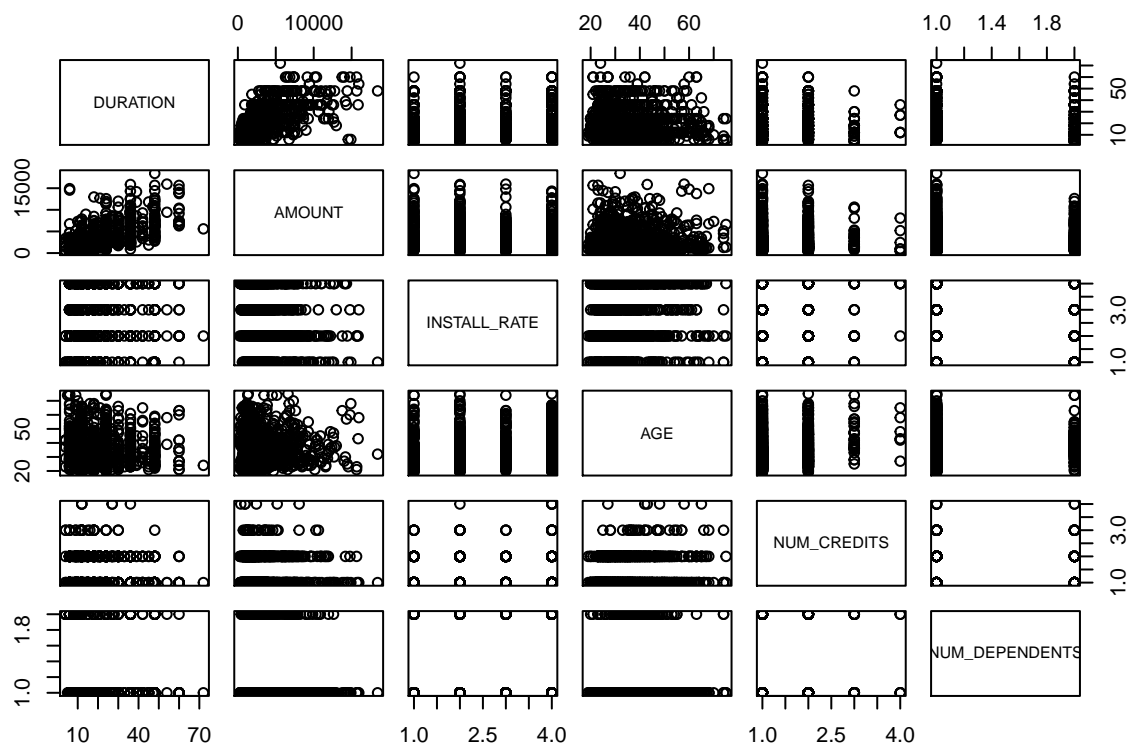 0 10000 20 60 1.0 1.4 1.8
DURATION
10 50
0 15000
AMOUNT
INSTALL_RATE
1.0 3.0
20 50
AGE
NUM_CREDITS
1.0 3.0
1.0 1.8
NUM_DEPENDENTS
10 40 70 1.0 2.5 4.0 1.0 2.5 4.0